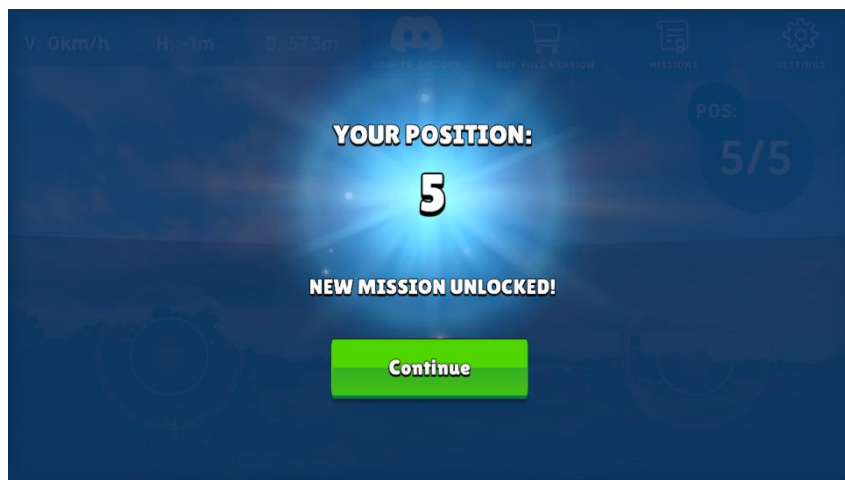 V: 0km/h H: -1m D: 573m
JOIN TO DISCORD BUY FULL VERSION MISSIONS SETTINGS
POS:
5/5
YOUR POSITION:
5
NEW MISSION UNLOCKED!
Continue